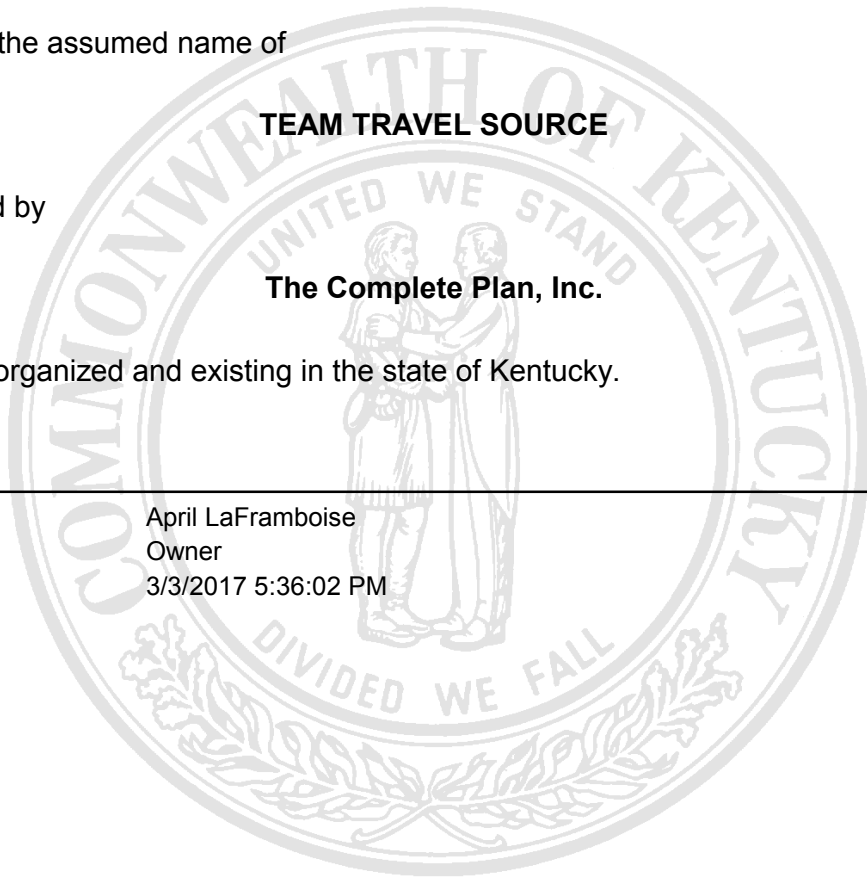 the assumed name of
TEAM TRAVEL SOURCE
d by
The Complete Plan, Inc.
organized and existing in the state of Kentucky.
April LaFramboise
Owner
3/3/2017 5:36:02 PM
COMMONWEALTH OF KENTUCKY
UNITED WE STAND
DIVIDED WE FALL